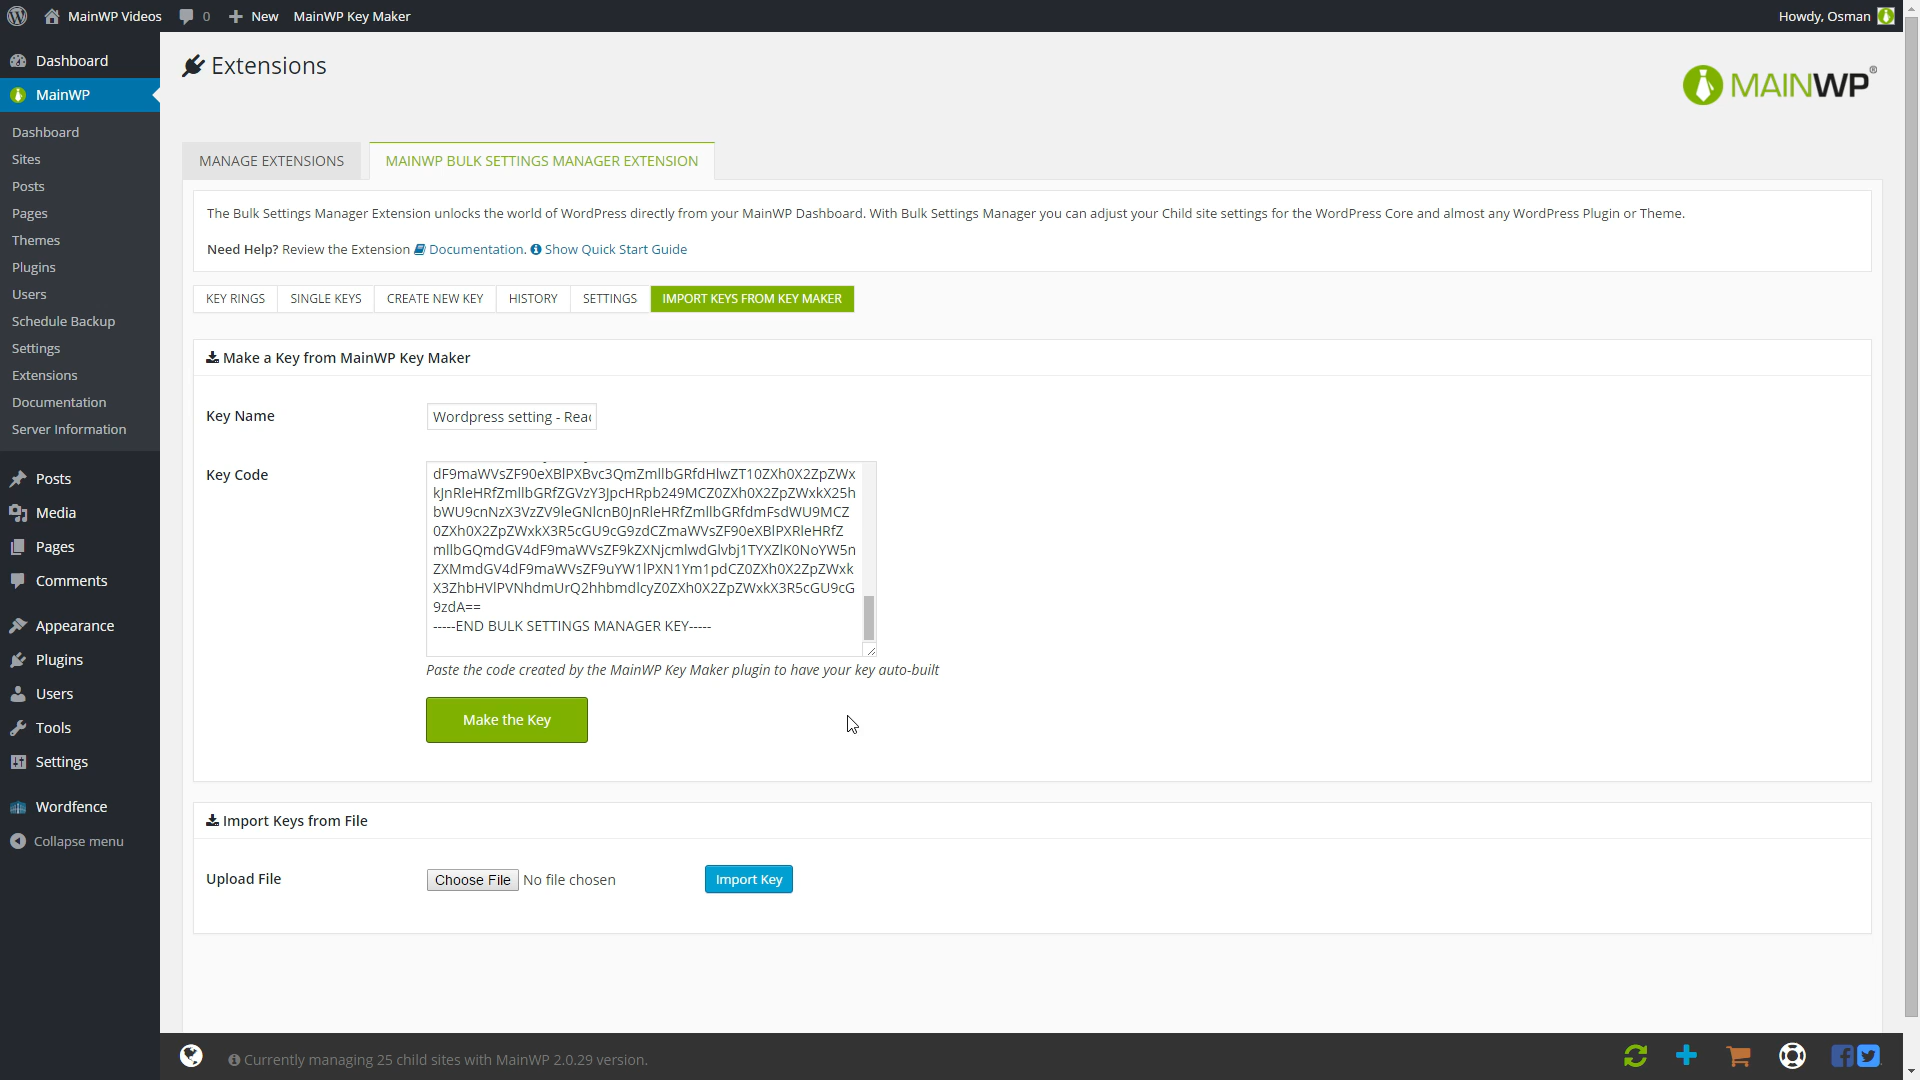 MainWP Videos 0 New MainWP Key Maker Howdy, Osman
Dashboard
MainWP
Dashboard
Sites
Posts
Pages
Themes
Plugins
Users
Schedule Backup
Settings
Extensions
Documentation
Server Information
Posts
Media
Pages
Comments
Appearance
Plugins
Users
Tools
Settings
Wordfence
Collapse menu
Extensions
MAINWP®
MANAGE EXTENSIONS MAINWP BULK SETTINGS MANAGER EXTENSION
The Bulk Settings Manager Extension unlocks the world of WordPress directly from your MainWP Dashboard. With Bulk Settings Manager you can adjust your Child site settings for the WordPress Core and almost any WordPress Plugin or Theme.
Need Help? Review the Extension Documentation. Show Quick Start Guide
KEY RINGS SINGLE KEYS CREATE NEW KEY HISTORY SETTINGS IMPORT KEYS FROM KEY MAKER
Make a Key from MainWP Key Maker
Key Name Wordpress setting - Rea
Key Code
dF9maWVsZF90eXBlPXBvc3QmZmllbGRfdHlwZT10ZXh0X2ZpZWx
kJnRleHRfZmllbGRfZGVzY3JpcHRpb249MCZ0ZXh0X2ZpZWxkX25h
bWU9cnNzX3VzZV9leGNlcnB0JnRleHRfZmllbGRfdmFsdWU9MCZ
0ZXh0X2ZpZWxkX3R5cGU9cG9zdCZmaWVsZF90eXBlPXRleHRfZ
mllbGQmdGV4dF9maWVsZF9kZXNjcmlwdGlvbj1TYXZlK0NoYW5n
ZXMmdGV4dF9maWVsZF9uYW1lPXN1Ym1pdCZ0ZXh0X2ZpZWxk
X3ZhbHVlPVNhdmUrQ2hhbmdlcyZ0ZXh0X2ZpZWxkX3R5cGU9cG
9zdA==
-----END BULK SETTINGS MANAGER KEY-----
Paste the code created by the MainWP Key Maker plugin to have your key auto-built
Make the Key
Import Keys from File
Upload File Choose File No file chosen Import Key
Currently managing 25 child sites with MainWP 2.0.29 version.